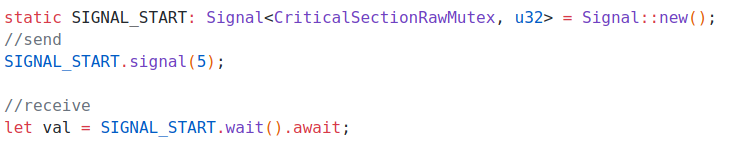 static SIGNAL_START: Signal<CriticalSectionRawMutex, u32> = Signal::new();
//send
SIGNAL_START.signal(5);

//receive
let val = SIGNAL_START.wait().await;